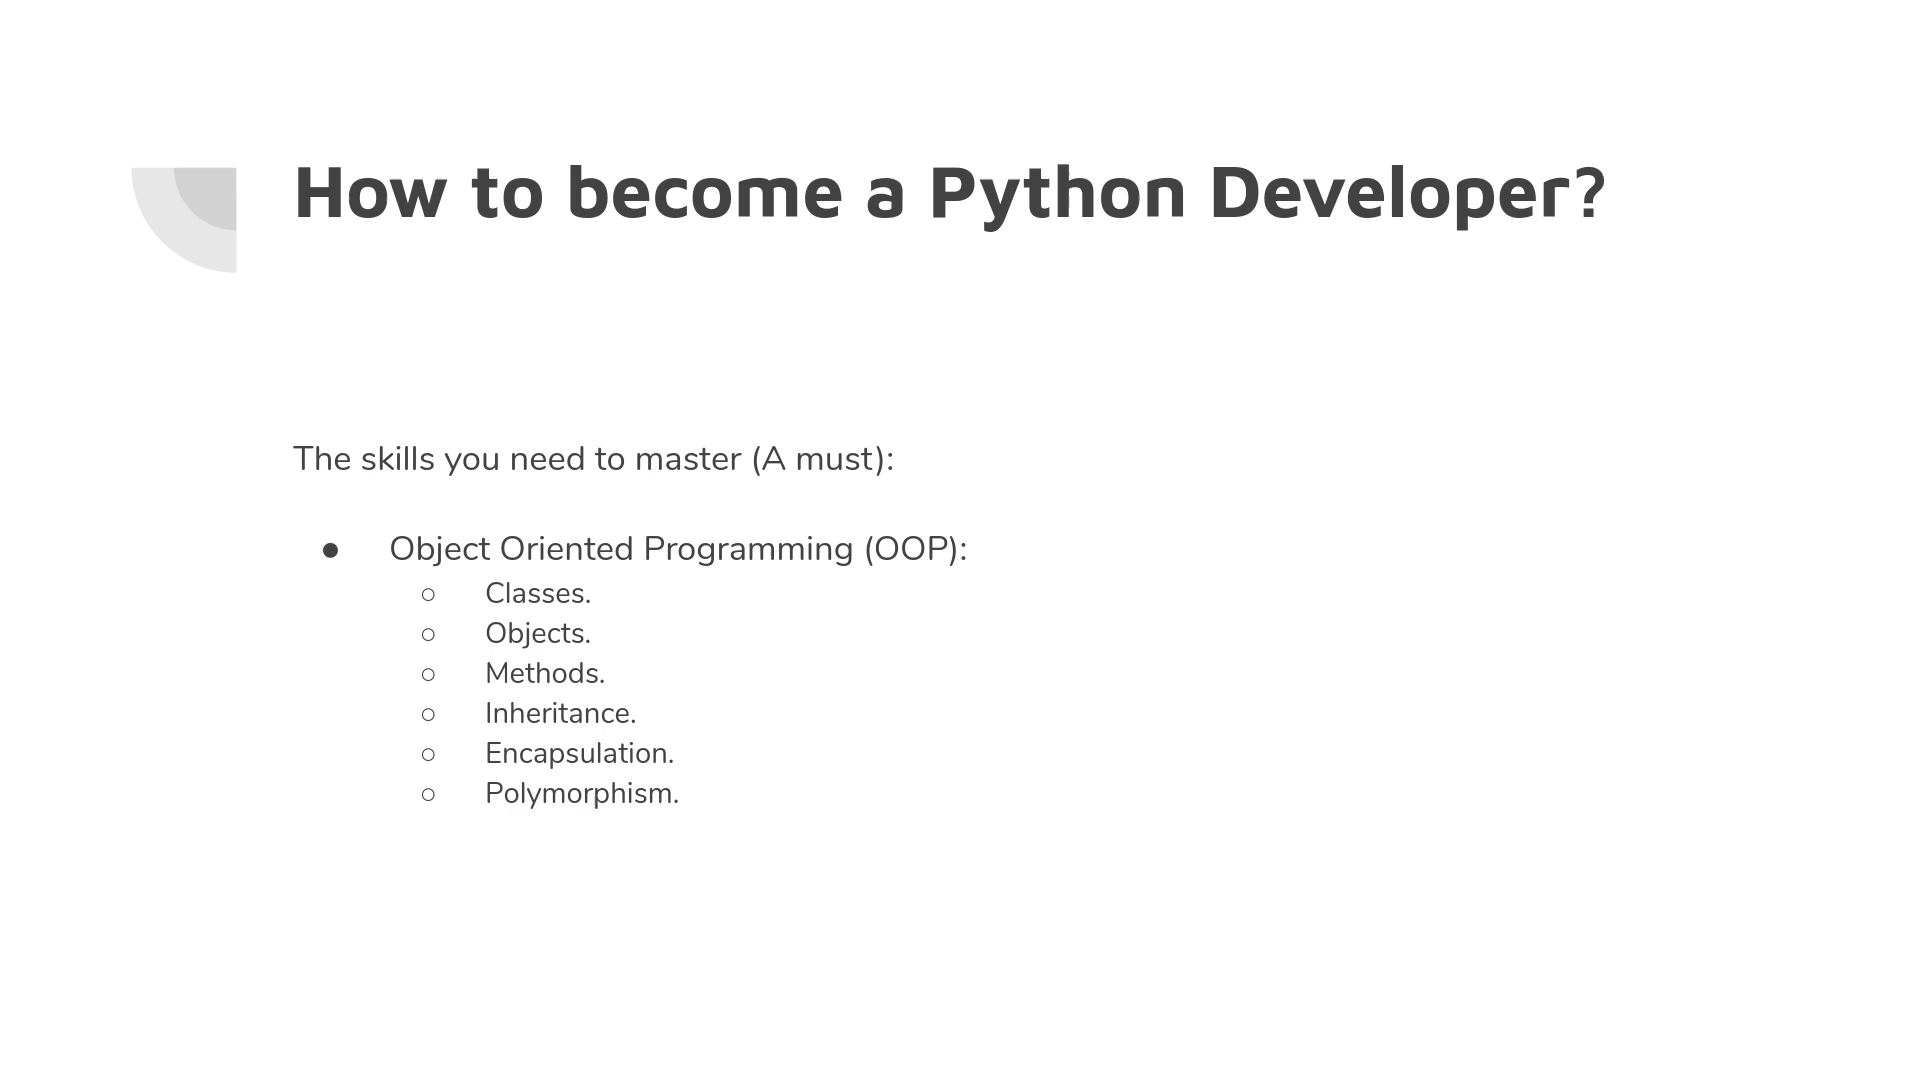 How to become a Python Developer?
The skills you need to master (A must):
● Object Oriented Programming (OOP):
○ Classes.
○ Objects.
○ Methods.
○ Inheritance.
○ Encapsulation.
○ Polymorphism.